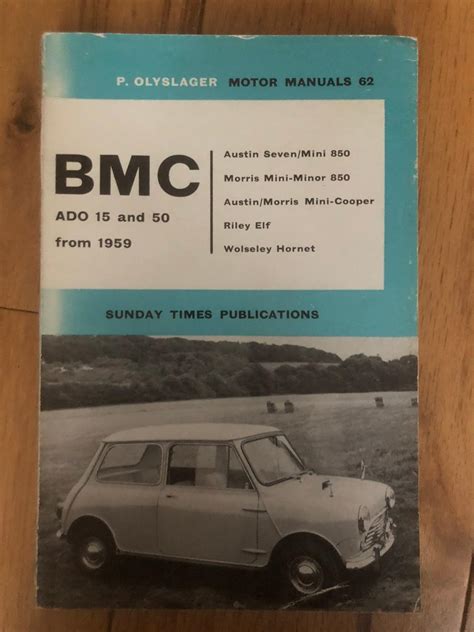 P. OLYSLAGER MOTOR MANUALS 62
BMC
ADO 15 and 50
from 1959
Austin Seven/Mini 850
Morris Mini-Minor 850
Austin/Morris Mini-Cooper
Riley Elf
Wolseley Hornet
SUNDAY TIMES PUBLICATIONS